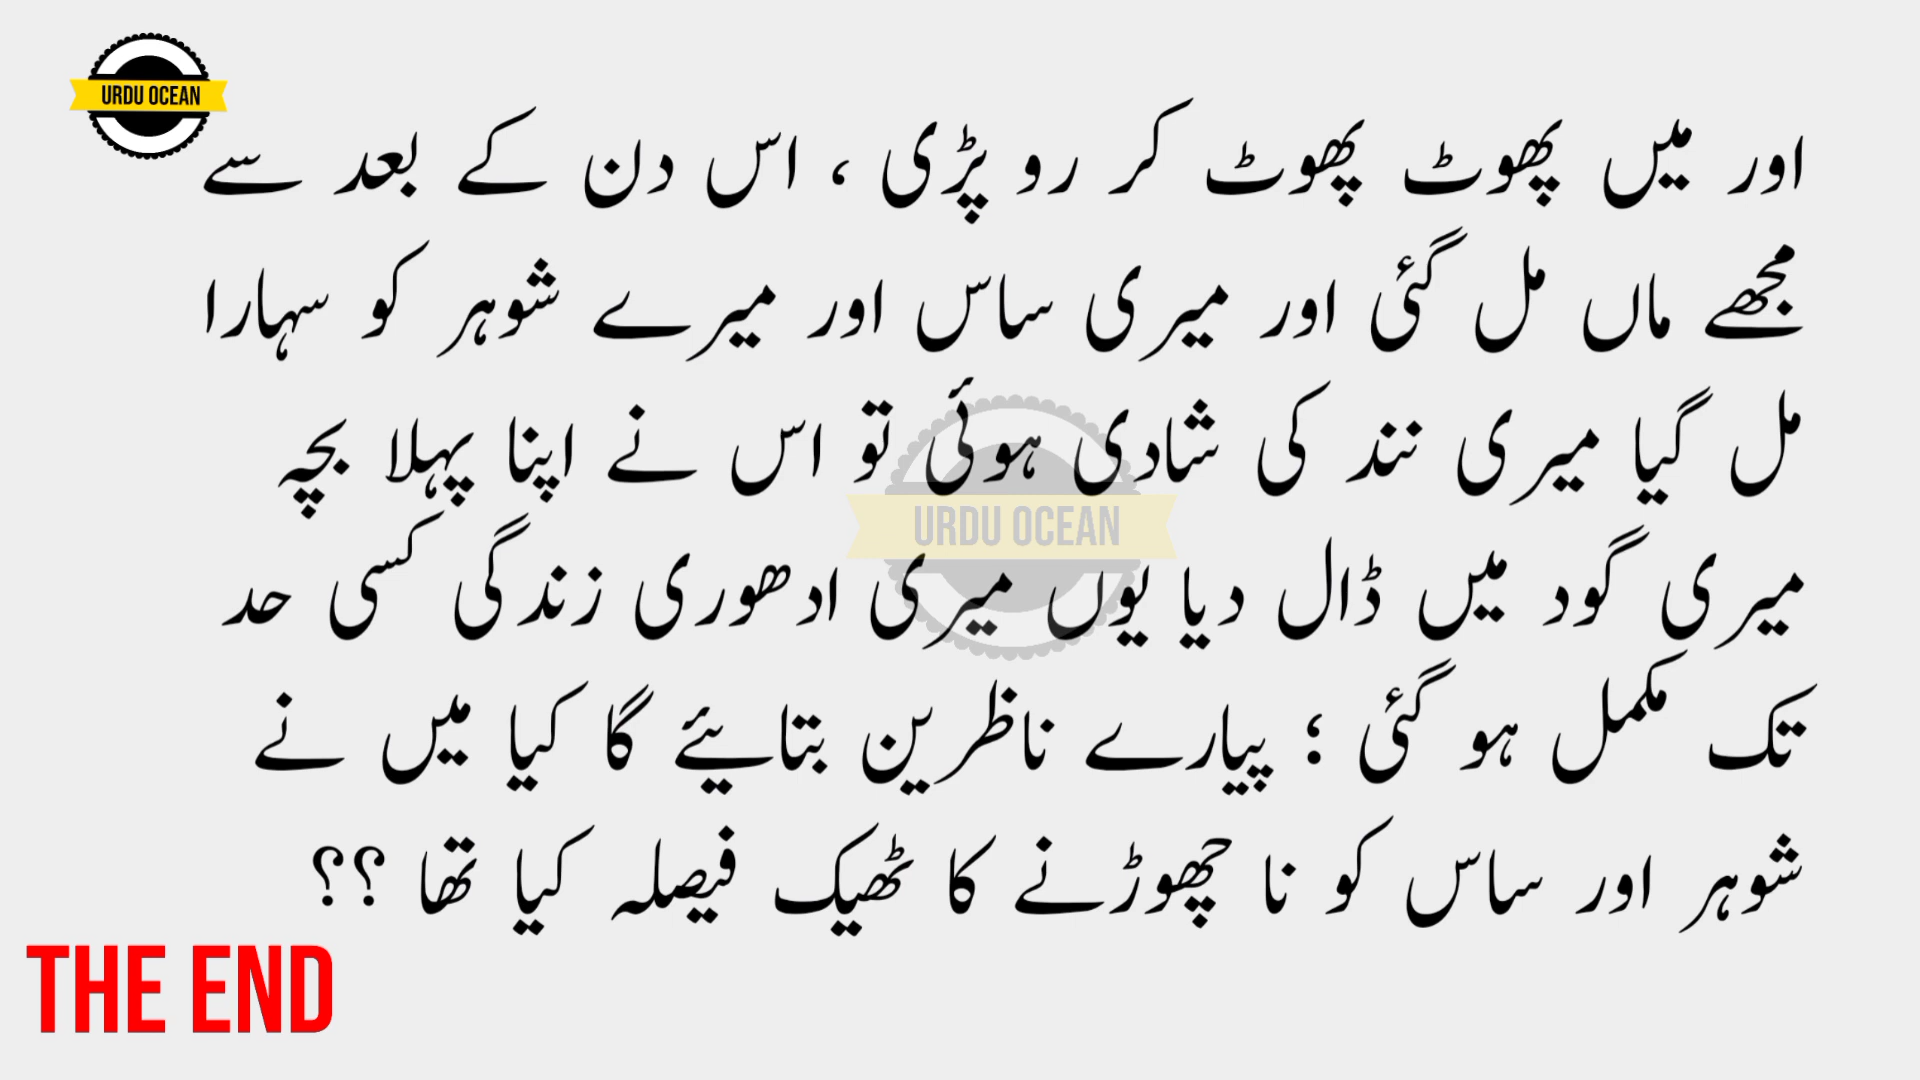 URDU OCEAN
اور میں پھوٹ پھوٹ کر رو پڑی ، اس دن کے بعد سے
مجھے ماں مل گئی اور میری ساس اور میرے شوہر کو سہارا
مل گیا میری نند کی شادی ہوئی تو اس نے اپنا پہلا بچہ
URDU OCEAN
میری گود میں ڈال دیا یوں میری ادھوری زندگی کسی حد
تک مکمل ہو گئی ؛ پیارے ناظرین بتایئے گا کیا میں نے
شوہر اور ساس کو نا چھوڑنے کا ٹھیک فیصلہ کیا تھا ؟؟
THE END